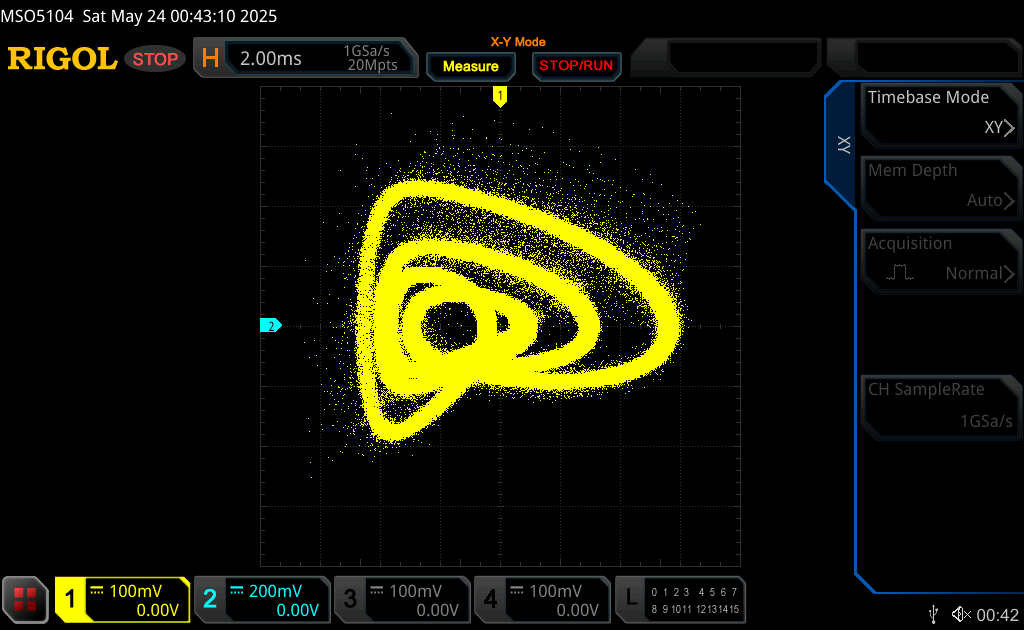 MSO5104 Sat May 24 00:43:10 2025
RIGOL STOP H 2.00ms 1GSa/s 20Mpts X-Y Mode Measure STOP/RUN
1
2
XY
Timebase Mode
XY
Mem Depth
Auto
Acquisition
Normal
CH SampleRate
1GSa/s
1 100mV 0.00V
2 200mV 0.00V
3 100mV 0.00V
4 100mV 0.00V
L 0 1 2 3 4 5 6 7
8 9 10 11 12 13 14 15
00:42